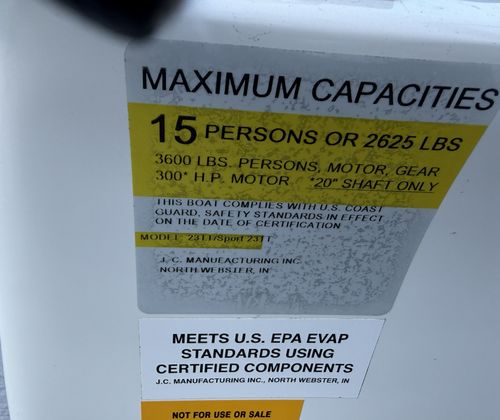 MAXIMUM CAPACITIES
15 PERSONS OR 2625 LBS
3600 LBS. PERSONS, MOTOR, GEAR
300* H.P. MOTOR *20" SHAFT ONLY
THIS BOAT COMPLIES WITH U.S. COAST
GUARD, SAFETY STANDARDS IN EFFECT
ON THE DATE OF CERTIFICATION
MODEL: 23TT/Sport 23TT
J. C. MANUFACTURING INC.
NORTH WEBSTER, IN
MEETS U.S. EPA EVAP
STANDARDS USING
CERTIFIED COMPONENTS
J.C. MANUFACTURING INC., NORTH WEBSTER, IN
NOT FOR USE OR SALE